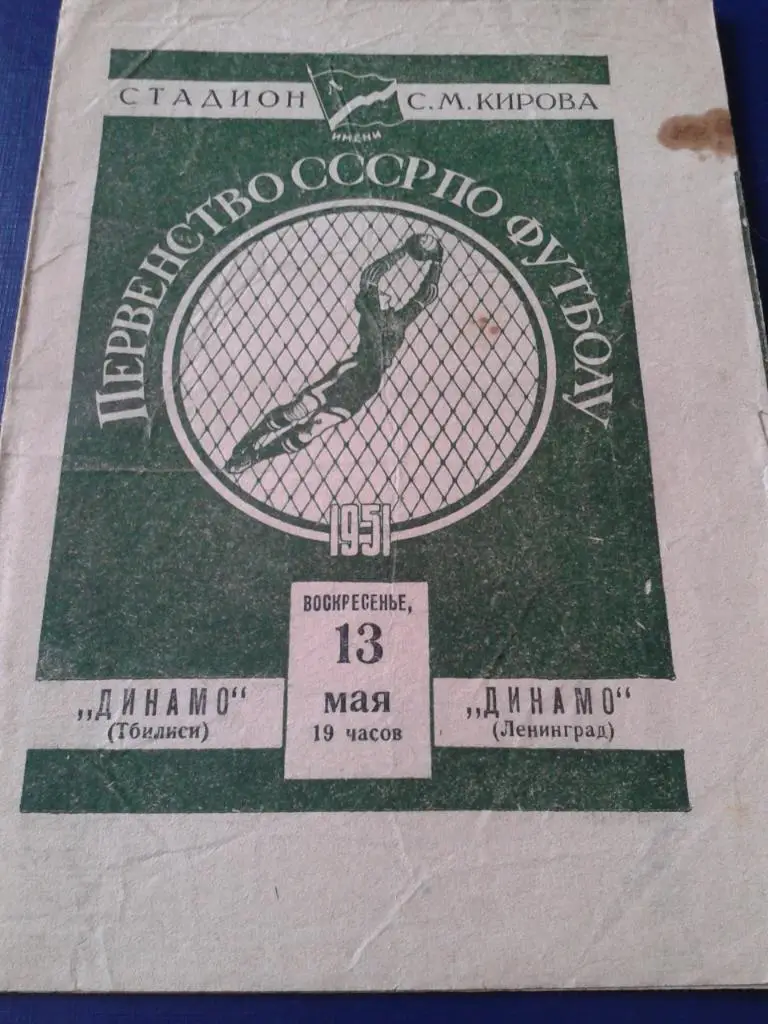 СТАДИОН ИМЕНИ С.М.КИРОВА
ПЕРВЕНСТВО СССР ПО ФУТБОЛУ
1951
ВОСКРЕСЕНЬЕ,
13
мая
19 часов
„ДИНАМО“
(Тбилиси)
„ДИНАМО“
(Ленинград)